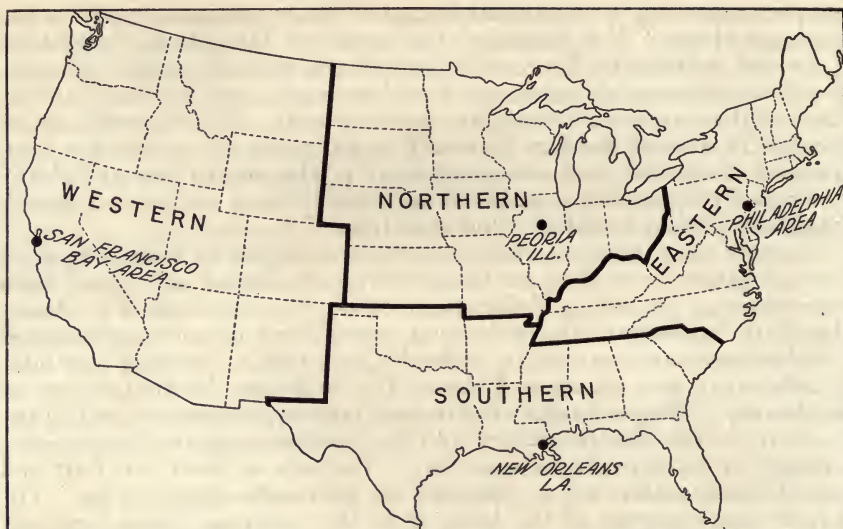 WESTERN
SAN FRANCISCO
BAY AREA
NORTHERN
PEORIA
ILL.
EASTERN
PHILADELPHIA
AREA
SOUTHERN
NEW ORLEANS
LA.